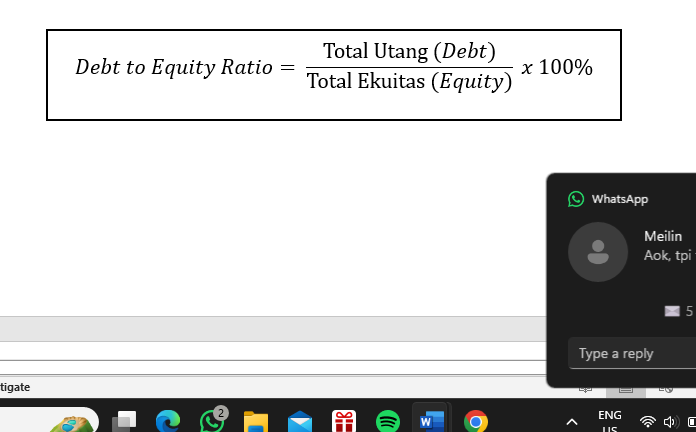 Debt to Equity Ratio = Total Utang (Debt) / Total Ekuitas (Equity) x 100%
WhatsApp
Meilin
Aok, tpi
5
Type a reply
tigate
2
W
ENG
US